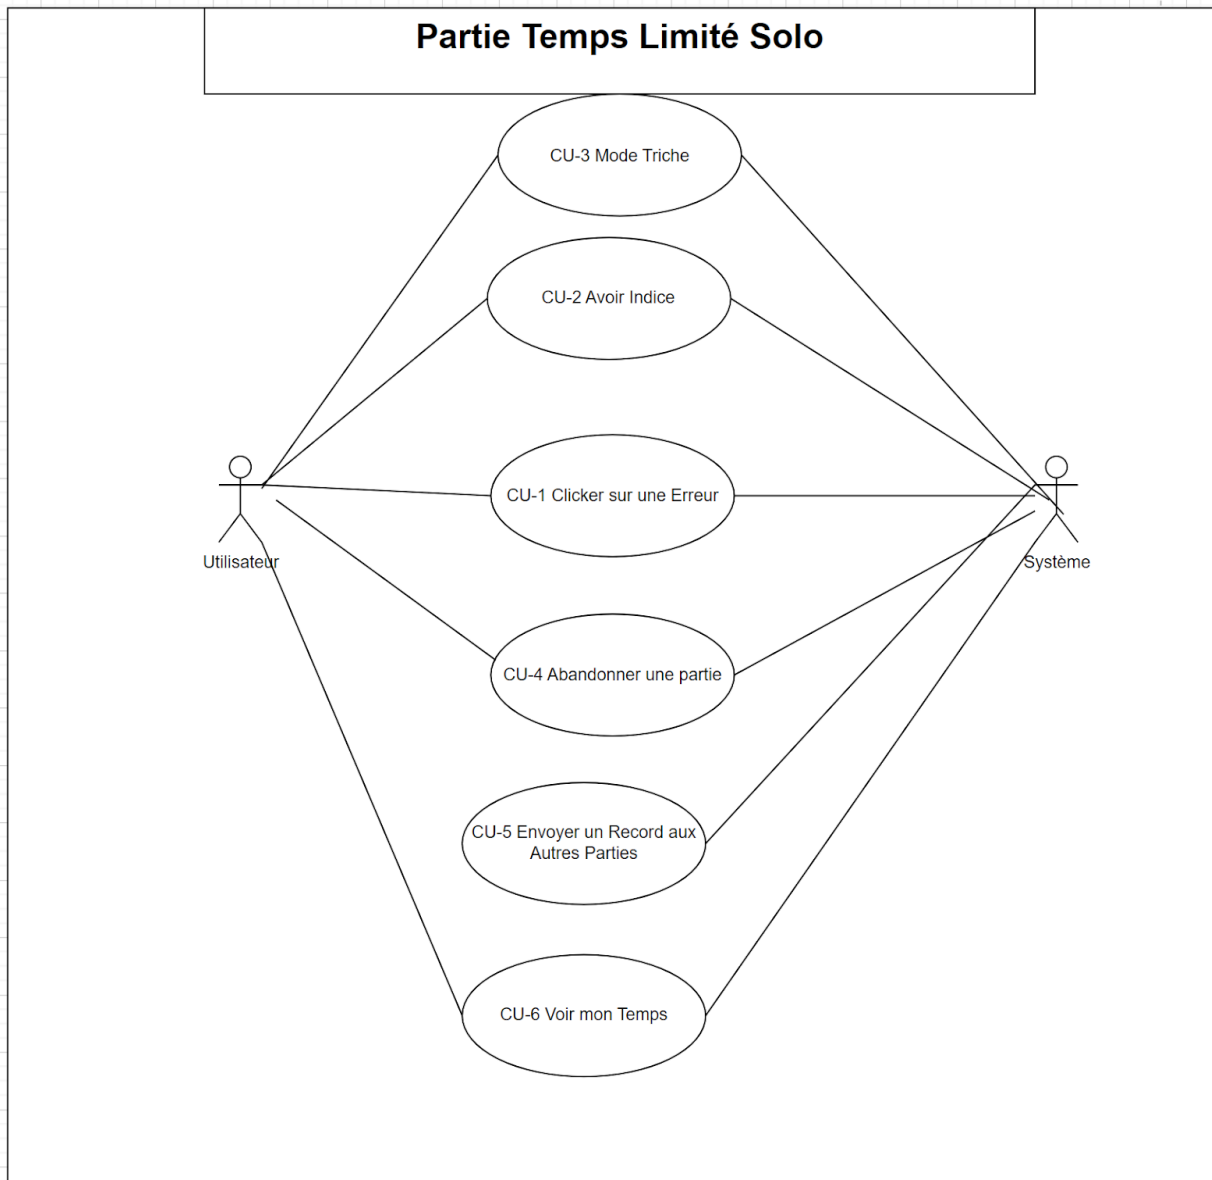 Partie Temps Limité Solo
CU-3 Mode Triche
CU-2 Avoir Indice
CU-1 Clicker sur une Erreur
Utilisateur
Système
CU-4 Abandonner une partie
CU-5 Envoyer un Record aux
Autres Parties
CU-6 Voir mon Temps